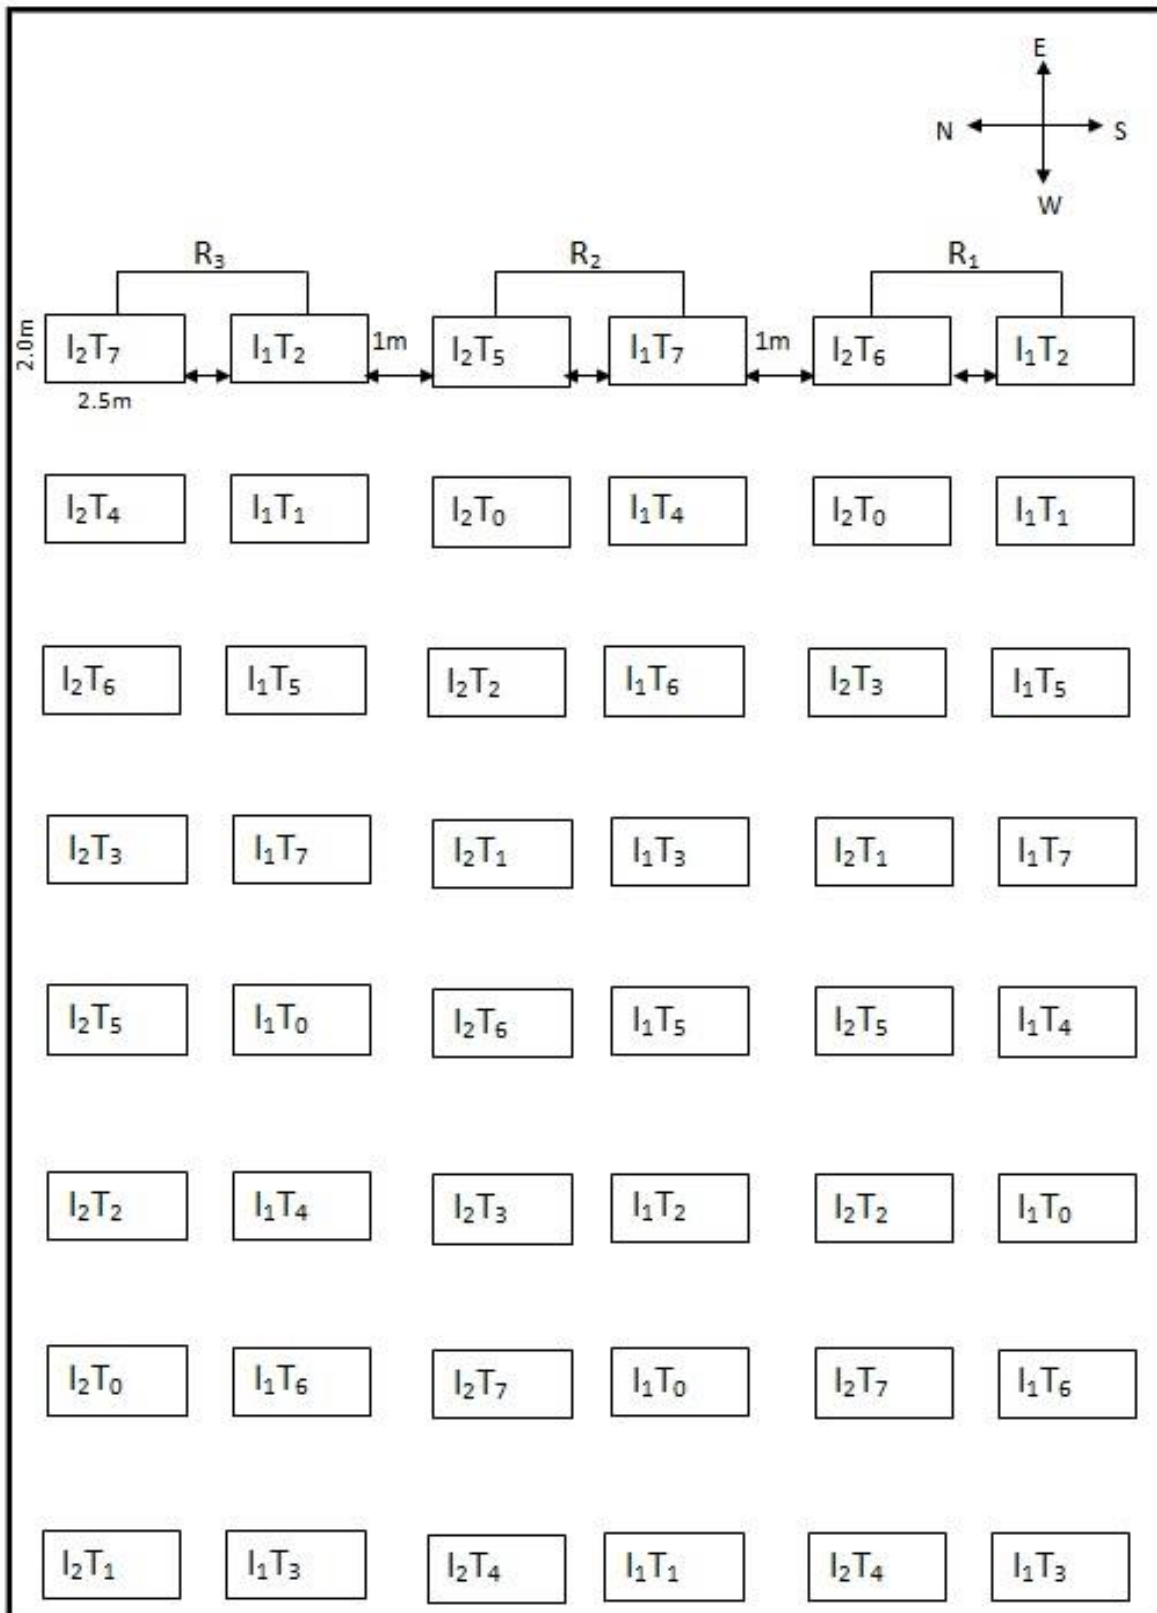 E
N S
W
R₃ R₂ R₁
2.0m I₂T₇ I₁T₂ 1m I₂T₅ I₁T₇ 1m I₂T₆ I₁T₂
2.5m
I₂T₄ I₁T₁ I₂T₀ I₁T₄ I₂T₀ I₁T₁
I₂T₆ I₁T₅ I₂T₂ I₁T₆ I₂T₃ I₁T₅
I₂T₃ I₁T₇ I₂T₁ I₁T₃ I₂T₁ I₁T₇
I₂T₅ I₁T₀ I₂T₆ I₁T₅ I₂T₅ I₁T₄
I₂T₂ I₁T₄ I₂T₃ I₁T₂ I₂T₂ I₁T₀
I₂T₀ I₁T₆ I₂T₇ I₁T₀ I₂T₇ I₁T₆
I₂T₁ I₁T₃ I₂T₄ I₁T₁ I₂T₄ I₁T₃